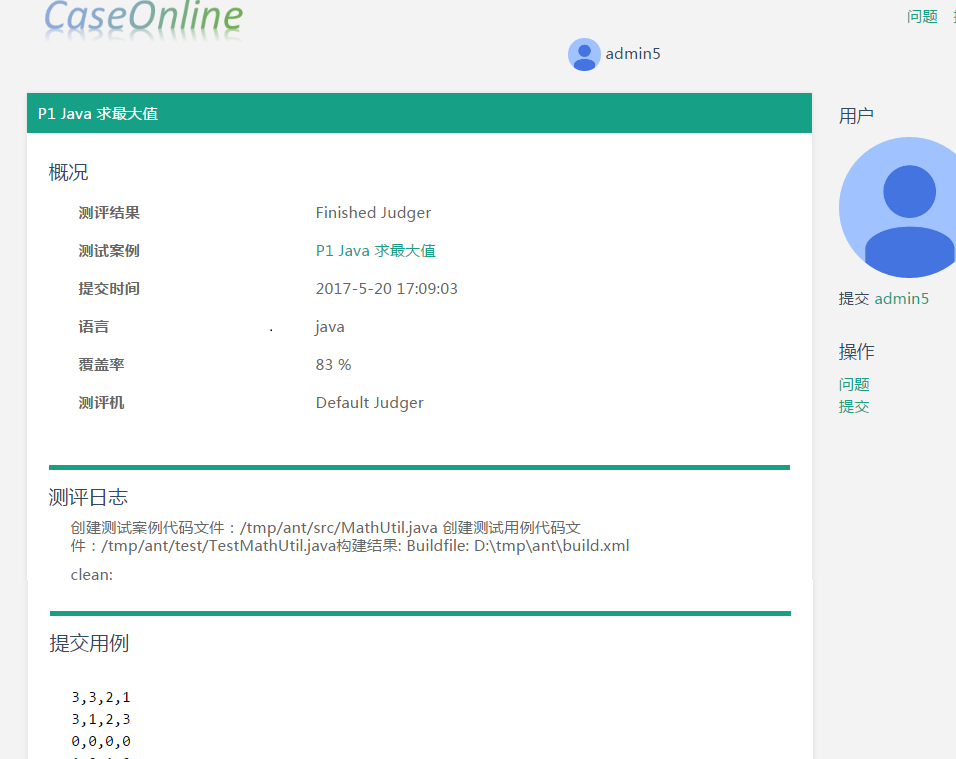 CaseOnline
问题
admin5
P1 Java 求最大值
概况
测评结果 Finished Judger
测试案例 P1 Java 求最大值
提交时间 2017-5-20 17:09:03
语言 . java
覆盖率 83 %
测评机 Default Judger
测评日志
创建测试案例代码文件：/tmp/ant/src/MathUtil.java 创建测试用例代码文
件：/tmp/ant/test/TestMathUtil.java构建结果: Buildfile: D:\tmp\ant\build.xml
clean:
提交用例
3,3,2,1
3,1,2,3
0,0,0,0
用户
提交 admin5
操作
问题
提交